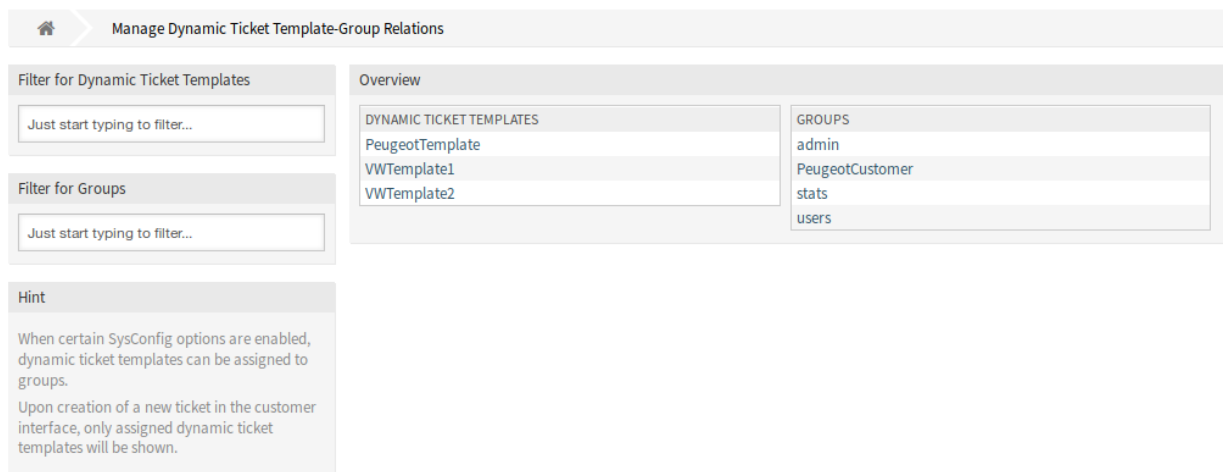 Manage Dynamic Ticket Template-Group Relations
Filter for Dynamic Ticket Templates
Just start typing to filter...
Filter for Groups
Just start typing to filter...
Hint
When certain SysConfig options are enabled,
dynamic ticket templates can be assigned to
groups.
Upon creation of a new ticket in the customer
interface, only assigned dynamic ticket
templates will be shown.
Overview
DYNAMIC TICKET TEMPLATES
PeugeotTemplate
VWTemplate1
VWTemplate2
GROUPS
admin
PeugeotCustomer
stats
users